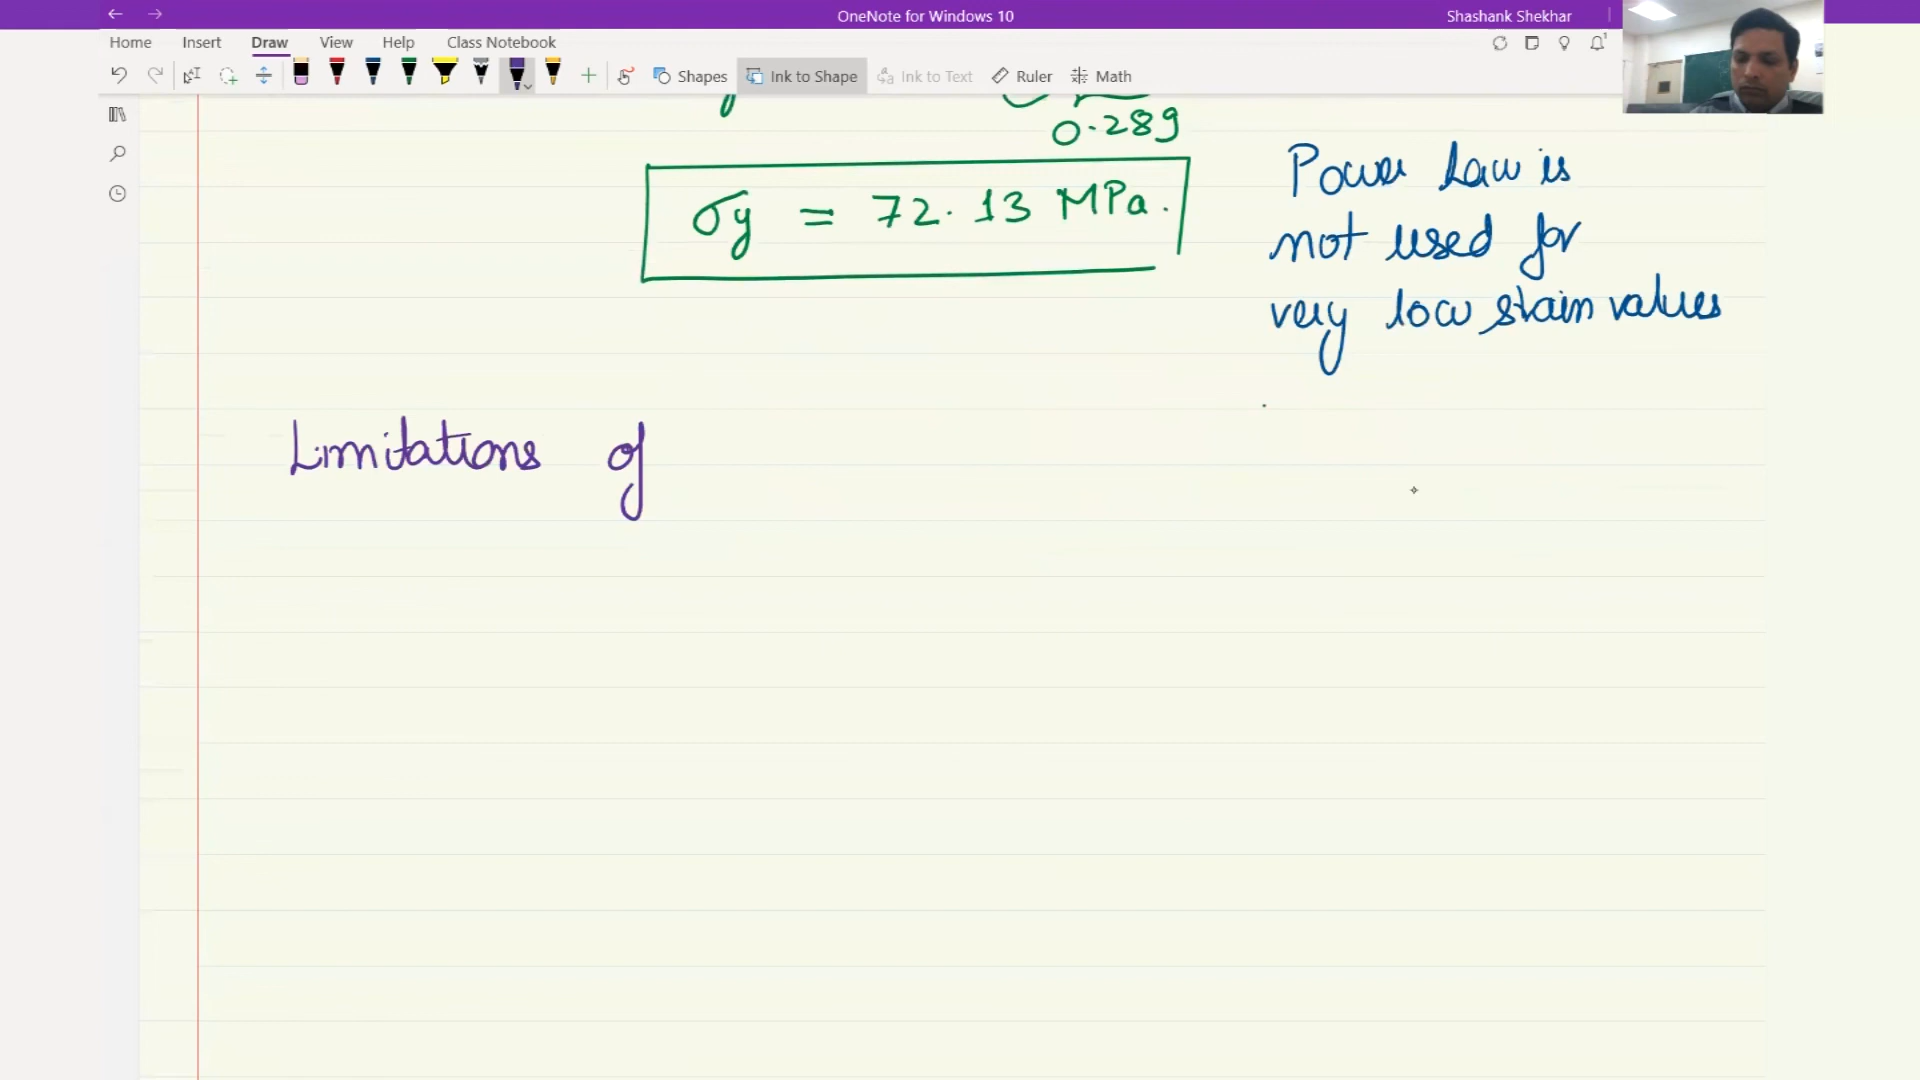 OneNote for Windows 10
Shashank Shekhar
Home Insert Draw View Help Class Notebook
Shapes Ink to Shape Ink to Text Ruler Math
0.289
σy = 72.13 MPa.
Power Law is
not used for
very low strain values
Limitations of